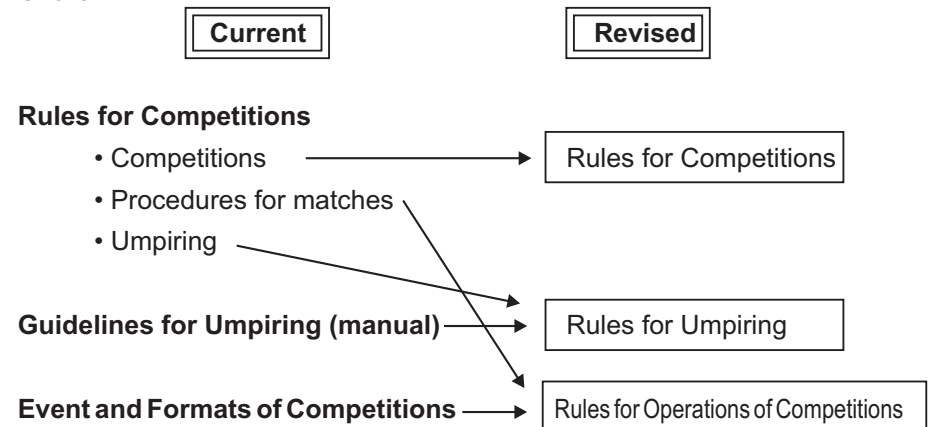 Current Revised
Rules for Competitions
• Competitions Rules for Competitions
• Procedures for matches
• Umpiring
Guidelines for Umpiring (manual) Rules for Umpiring
Event and Formats of Competitions Rules for Operations of Competitions